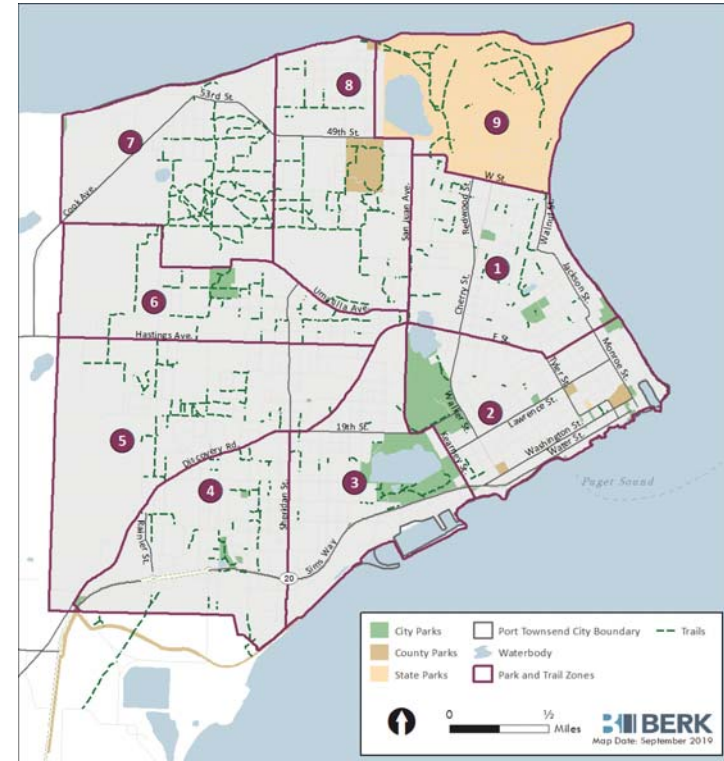 8
53rd St.
9
7
49th St.
Cook Ave.
San Juan Ave.
Redwood St.
W St.
Walnut St.
1
6
Umatilla Ave.
Cherry St.
Jackson St.
Hastings Ave.
F St.
Tyler St.
Monroe St.
Walker St.
2
Lawrence St.
5
19th St.
Kearney St.
Washington St.
Water St.
Discovery Rd.
4
3
Puget Sound
Sheridan St.
Rainier St.
Sims Way
20
City Parks
County Parks
State Parks
Port Townsend City Boundary
Waterbody
Park and Trail Zones
Trails
0 ½
Miles
BERK
Map Date: September 2019